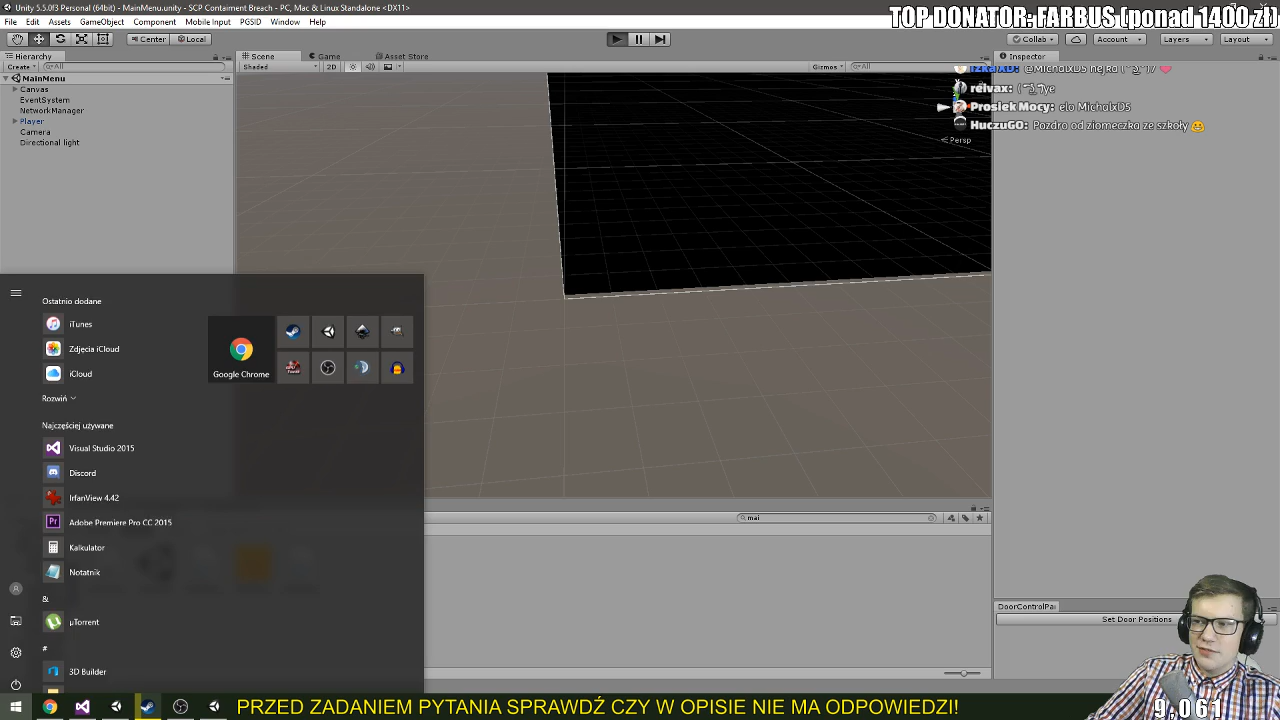 Unity 5.5.0f3 Personal (64bit) - MainMenu.unity - SCP Contaiment Breach - PC, Mac & Linux Standalone <DX11>
TOP DONATOR: FARBUS (ponad 1400 zł)
File Edit Assets GameObject Component Mobile Input PGSID Window Help
Center Local
Collab Account Layers Layout
Hierarchy
Scene Game Asset Store
Inspector
Create All
Shaded 2D
Gizmos All
MainMenu
Canvas
EventSystem
NetworkManager
Player
Camera
Directional light
relvax:
Prosiek Mocy: elo MichalxD5
HuczuGO: Pozdro od ziomeczka ze szkoły
Persp
Ostatnio dodane
iTunes
Zdjęcia iCloud
iCloud
Rozwiń
Google Chrome
Najczęściej używane
Visual Studio 2015
Discord
IrfanView 4.42
Adobe Premiere Pro CC 2015
Kalkulator
Notatnik
&
µTorrent
#
3D Builder
mai
DoorControlPa
Set Door Positions
PRZED ZADANIEM PYTANIA SPRAWDŹ CZY W OPISIE NIE MA ODPOWIEDZI!
9,061